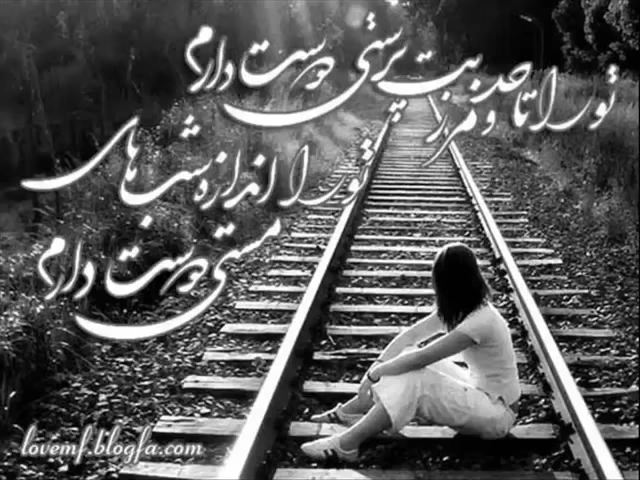 تو را تا حد و مرز بت پرستی دوست دارم
تو را اندازه شب های
مستی دوست دارم
lovemf.blogfa.com